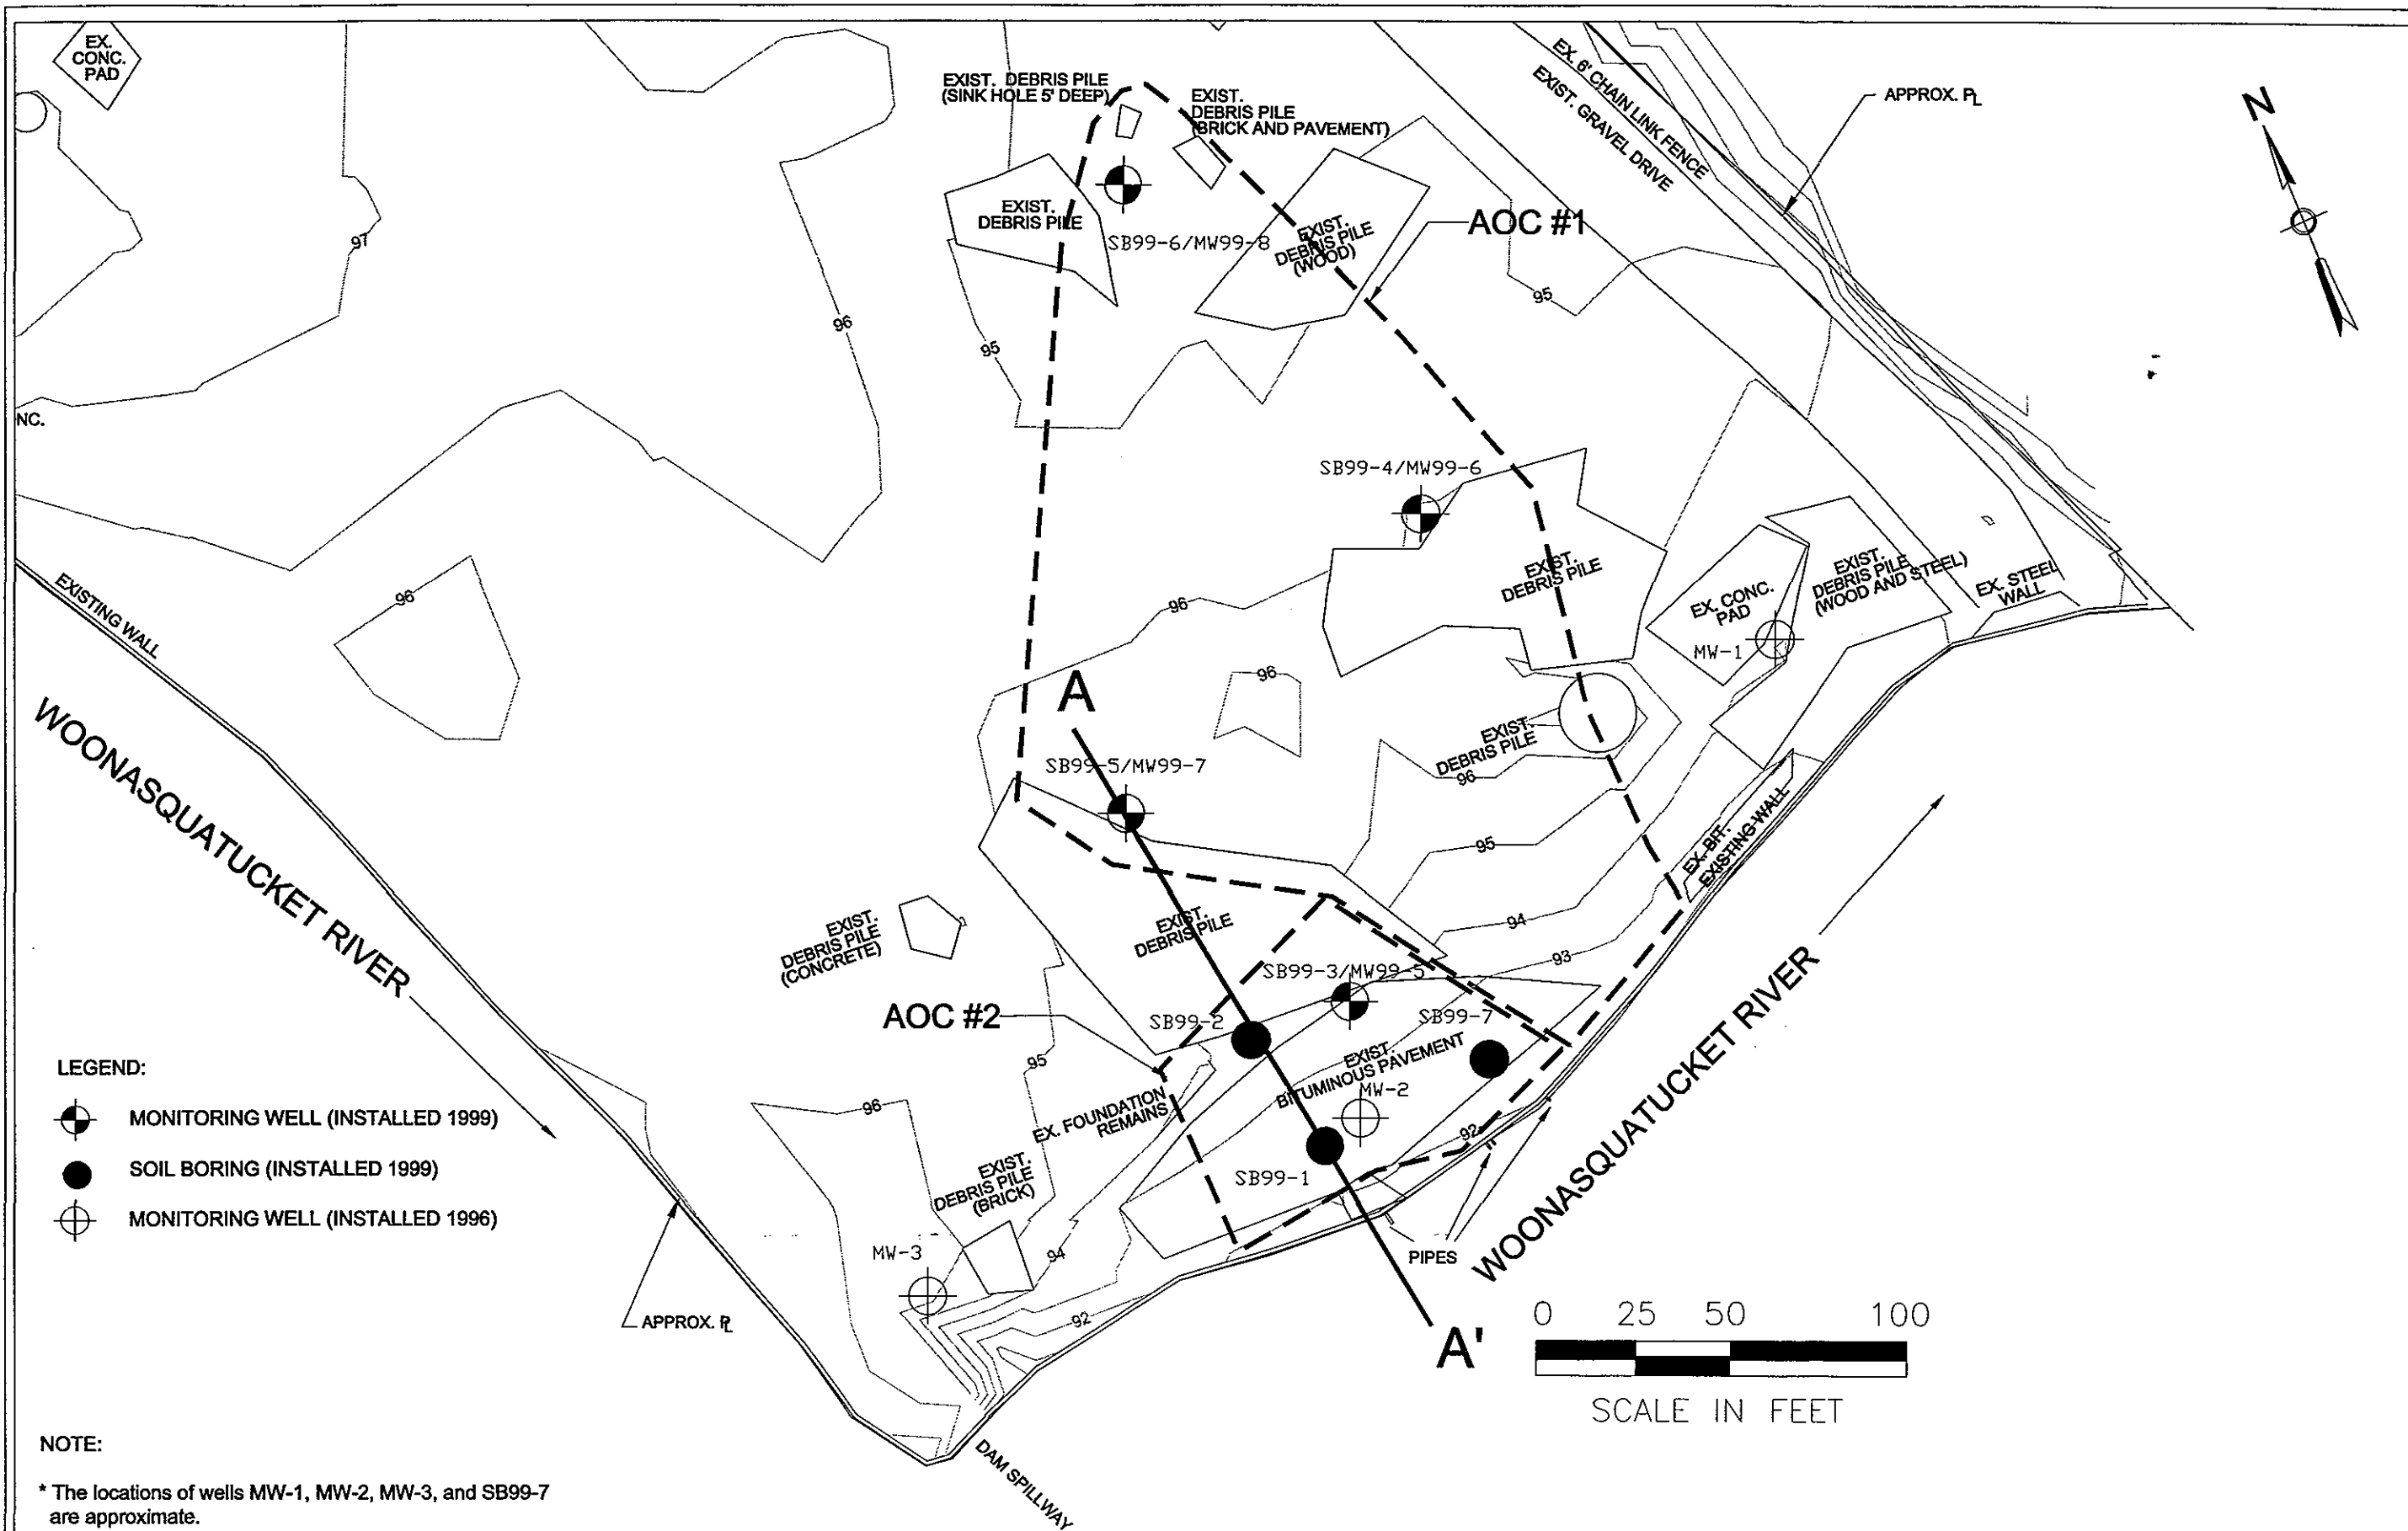 EX.
CONC.
PAD
EXIST. DEBRIS PILE
(SINK HOLE 5' DEEP)
EXIST.
DEBRIS PILE
(BRICK AND PAVEMENT)
EX. 6' CHAIN LINK FENCE
EXIST. GRAVEL DRIVE
APPROX. PL
N
EXIST.
DEBRIS PILE
SB99-6/MW99-8
EXIST.
DEBRIS PILE
(WOOD)
AOC #1
97
96
95
95
NC.
SB99-4/MW99-6
EXIST.
DEBRIS PILE
EX. CONC.
PAD
EXIST.
DEBRIS PILE
(WOOD AND STEEL)
EX. STEEL
WALL
MW-1
EXISTING WALL
96
96
96
A
SB99-5/MW99-7
EXIST.
DEBRIS PILE
96
WOONASQUATUCKET RIVER
EX. BIT.
EXISTING WALL
95
94
93
EXIST.
DEBRIS PILE
(CONCRETE)
EXIST.
DEBRIS PILE
SB99-3/MW99-5
AOC #2
SB99-2
SB99-7
EXIST.
BITUMINOUS PAVEMENT
MW-2
WOONASQUATUCKET RIVER
95
96
EX. FOUNDATION
REMAINS
92
SB99-1
EXIST.
DEBRIS PILE
(BRICK)
MW-3
94
92
PIPES
APPROX. PL
A'
DAM SPILLWAY
LEGEND:
MONITORING WELL (INSTALLED 1999)
SOIL BORING (INSTALLED 1999)
MONITORING WELL (INSTALLED 1996)
0 25 50 100
SCALE IN FEET
NOTE:
* The locations of wells MW-1, MW-2, MW-3, and SB99-7
are approximate.